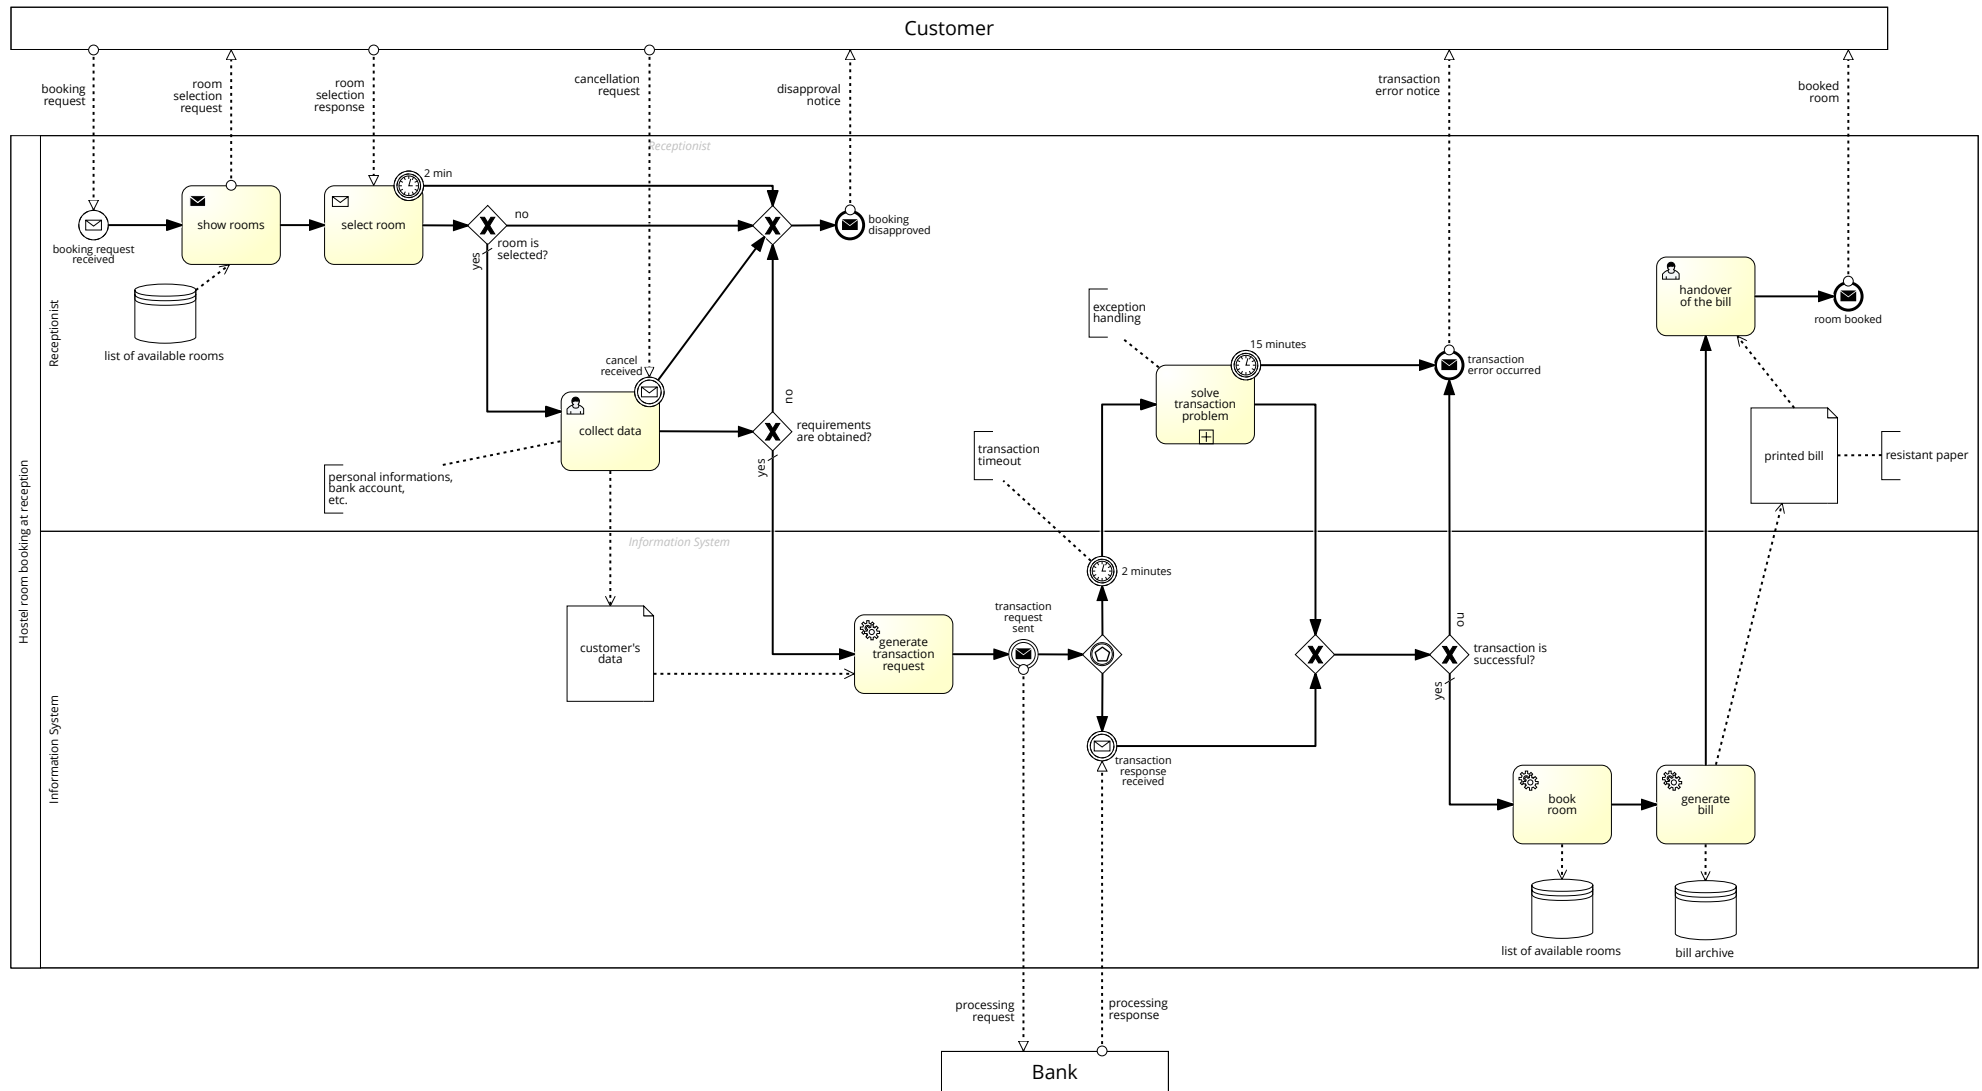 Customer
booking
request
room
selection
request
room
selection
response
cancellation
request
disapproval
notice
transaction
error notice
booked
room
Hostel room booking at reception
Receptionist
Receptionist
booking request
received
show rooms
list of available rooms
select room
2 min
no
room is
selected?
yes
booking
disapproved
cancel
received
collect data
personal informations,
bank account,
etc.
no
requirements
are obtained?
yes
exception
handling
15 minutes
solve
transaction
problem
transaction
error occurred
transaction
timeout
handover
of the bill
room booked
printed bill
resistant paper
Information System
Information System
customer's
data
generate
transaction
request
transaction
request
sent
2 minutes
transaction
response
received
no
transaction is
successful?
yes
book
room
generate
bill
list of available rooms
bill archive
processing
request
processing
response
Bank